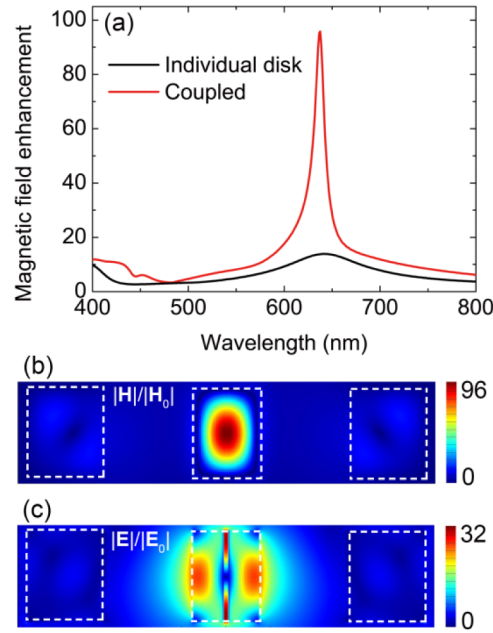 (a)
Individual disk
Coupled
Magnetic field enhancement
100
80
60
40
20
0
400 500 600 700 800
Wavelength (nm)
(b)
|H|/|H₀|
96
0
(c)
|E|/|E₀|
32
0